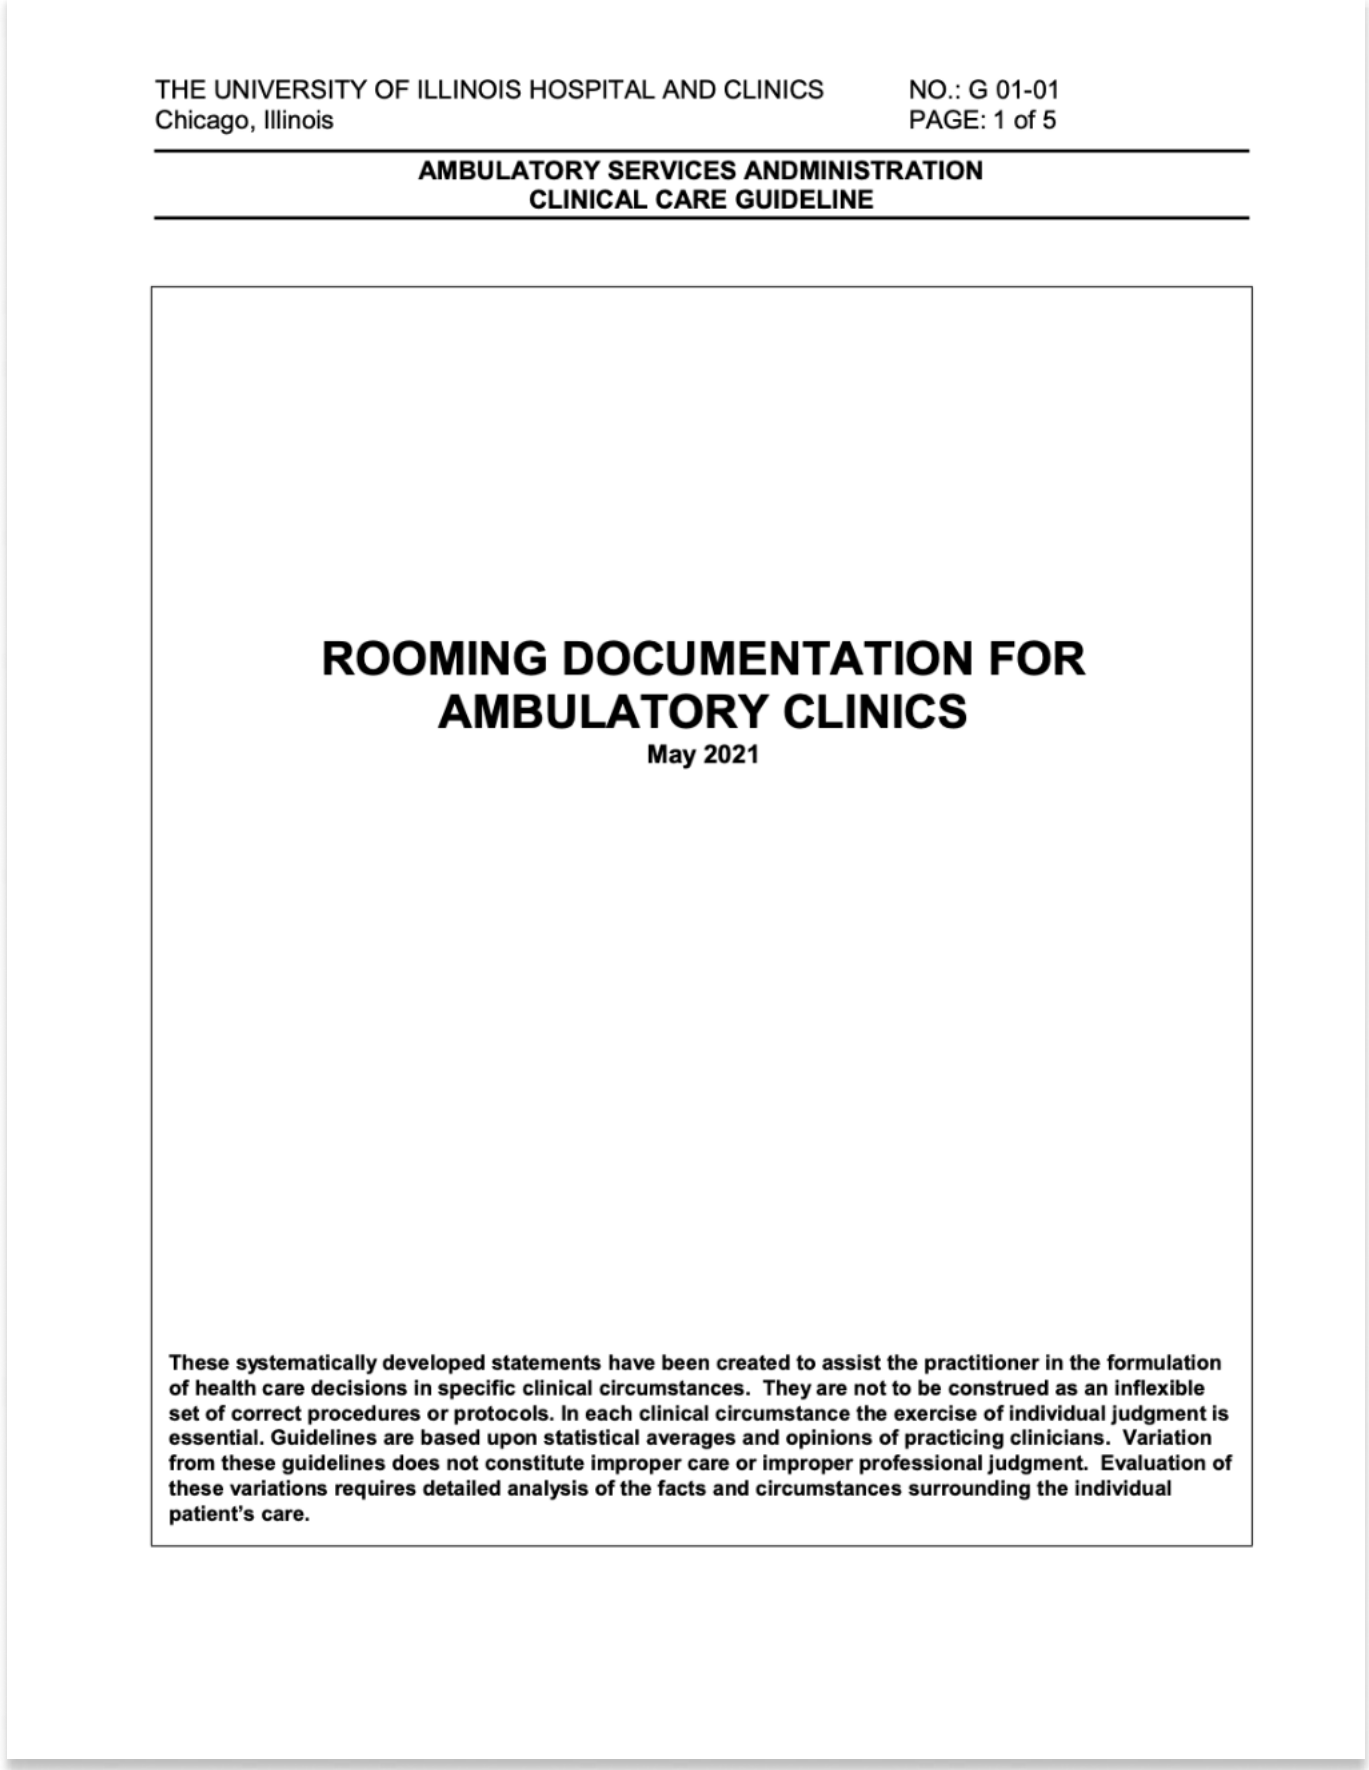 THE UNIVERSITY OF ILLINOIS HOSPITAL AND CLINICS NO.: G 01-01
Chicago, Illinois PAGE: 1 of 5
AMBULATORY SERVICES ANDMINISTRATION
CLINICAL CARE GUIDELINE
ROOMING DOCUMENTATION FOR
AMBULATORY CLINICS
May 2021
These systematically developed statements have been created to assist the practitioner in the formulation
of health care decisions in specific clinical circumstances.  They are not to be construed as an inflexible
set of correct procedures or protocols. In each clinical circumstance the exercise of individual judgment is
essential. Guidelines are based upon statistical averages and opinions of practicing clinicians.  Variation
from these guidelines does not constitute improper care or improper professional judgment.  Evaluation of
these variations requires detailed analysis of the facts and circumstances surrounding the individual
patient’s care.